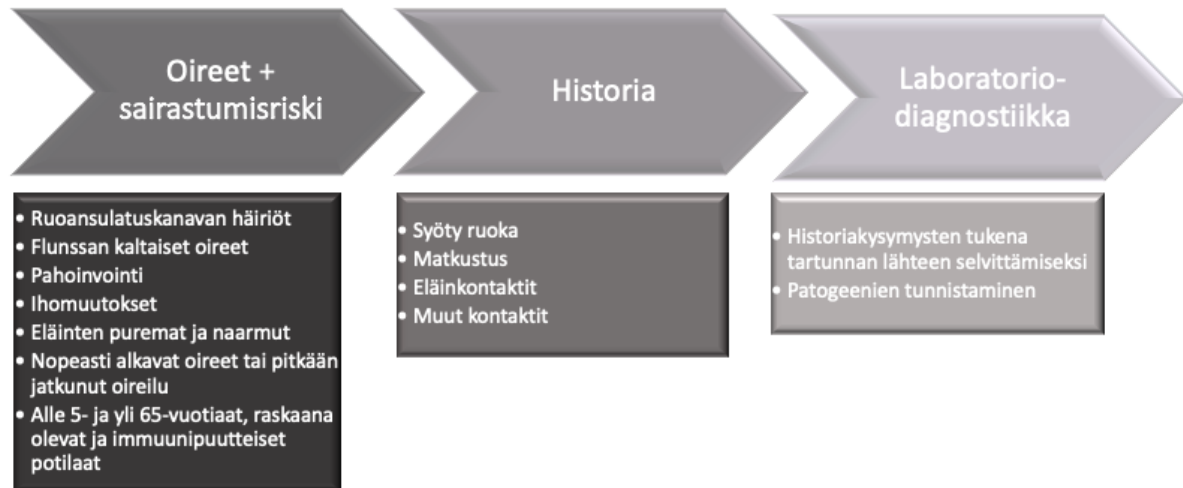 Oireet +
sairastumisriski
• Ruoansulatuskanavan häiriöt
• Flunssan kaltaiset oireet
• Pahoinvointi
• Ihomuutokset
• Eläinten puremat ja naarmut
• Nopeasti alkavat oireet tai pitkään
jatkunut oireilu
• Alle 5- ja yli 65-vuotiaat, raskaana
olevat ja immuunipuutteiset
potilaat
Historia
• Syöty ruoka
• Matkustus
• Eläinkontaktit
• Muut kontaktit
Laboratorio-
diagnostiikka
• Historiakysymysten tukena
tartunnan lähteen selvittämiseksi
• Patogeenien tunnistaminen